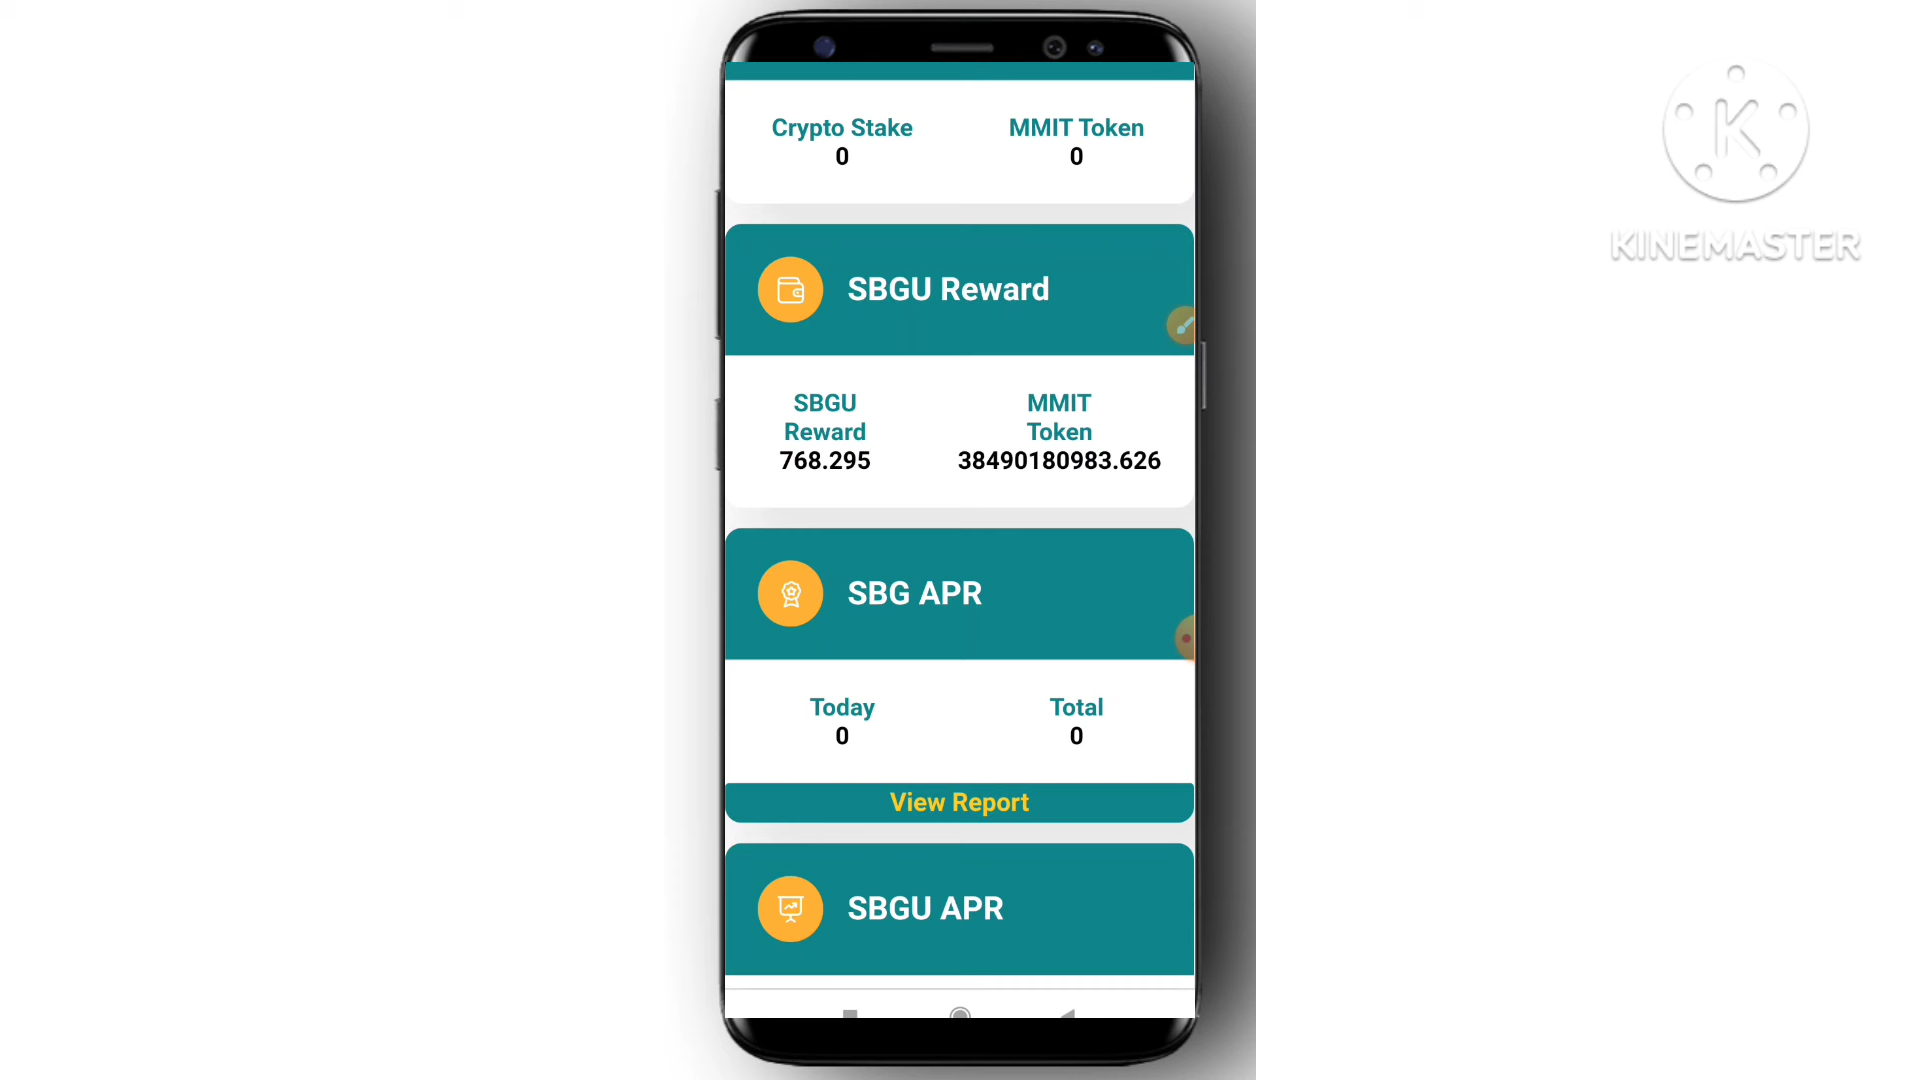 Crypto Stake
0
MMIT Token
0
SBGU Reward
SBGU
Reward
768.295
MMIT
Token
38490180983.626
SBG APR
Today
0
Total
0
View Report
SBGU APR
K
KINEMASTER